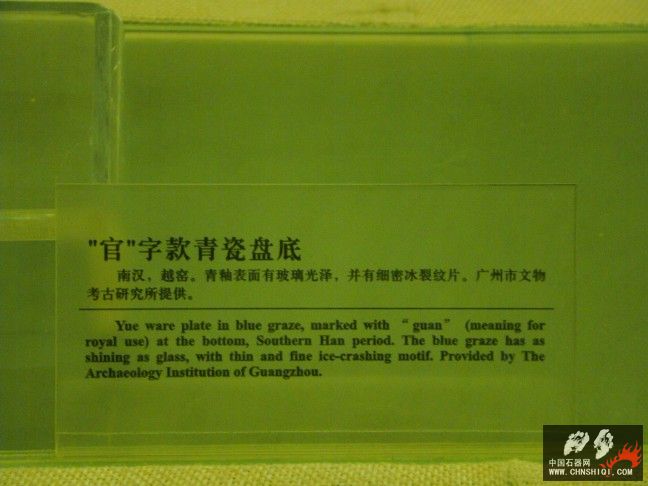 "官"字款青瓷盘底
南汉，越窑。青釉表面有玻璃光泽，并有细密冰裂纹片。广州市文物
考古研究所提供。
Yue ware plate in blue graze, marked with “guan” (meaning for
royal use) at the bottom, Southern Han period. The blue graze has as
shining as glass, with thin and fine ice-crashing motif. Provided by The
Archaeology Institution of Guangzhou.
中国石器网
WWW.CHNSHIQI.COM